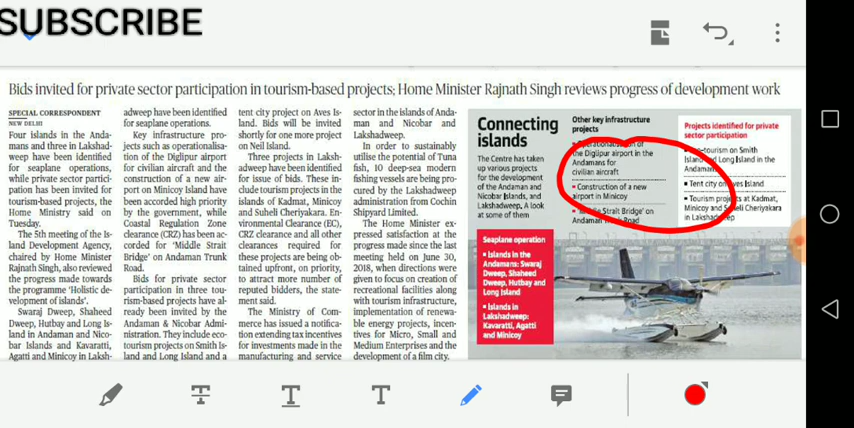 SUBSCRIBE
Bids invited for private sector participation in tourism-based projects; Home Minister Rajnath Singh reviews progress of development work
SPECIAL CORRESPONDENT
NEW DELHI
Four islands in the Anda-
mans and three in Lakshad-
weep have been identified
for seaplane operations,
while private sector partici-
pation has been invited for
tourism-based projects, the
Home Ministry said on
Tuesday.
The 5th meeting of the Is-
land Development Agency,
chaired by Home Minister
Rajnath Singh, also reviewed
the progress made towards
the programme 'Holistic de-
velopment of islands'.
Swaraj Dweep, Shaheed
Dweep, Hutbay and Long Is-
land in Andaman and Nico-
bar Islands and Kavaratti,
Agatti and Minicoy in Laksh-
adweep have been identified
for seaplane operations.
Key infrastructure pro-
jects such as operationalisa-
tion of the Diglipur airport
for civilian aircraft and the
construction of a new air-
port on Minicoy Island have
been accorded high priority
by the government, while
Coastal Regulation Zone
clearance (CRZ) has been ac-
corded for 'Middle Strait
Bridge' on Andaman Trunk
Road.
Bids for private sector
participation in three tou-
rism-based projects have al-
ready been invited by the
Andaman & Nicobar Admi-
nistration. They include eco-
tourism projects on Smith Is-
land and Long Island and a
tent city project on Aves Is-
land. Bids will be invited
shortly for one more project
on Neil Island.
Three projects in Laksh-
adweep have been identified
for issue of bids. These in-
clude tourism projects in the
islands of Kadmat, Minicoy
and Suheli Cheriyakara. En-
vironmental Clearance (EC),
CRZ clearance and all other
clearances required for
these projects are being ob-
tained upfront, on priority,
to attract more number of
reputed bidders, the state-
ment said.
The Ministry of Com-
merce has issued a notifica-
tion extending tax incentives
for investments made in the
manufacturing and service
sector in the islands of Anda-
man and Nicobar and
Lakshadweep.
In order to sustainably
utilise the potential of Tuna
fish, 10 deep-sea modern
fishing vessels are being pro-
cured by the Lakshadweep
administration from Cochin
Shipyard Limited.
The Home Minister ex-
pressed satisfaction at the
progress made since the last
meeting held on June 30,
2018, when directions were
given to focus on creation of
recreational facilities along
with tourism infrastructure,
implementation of renewa-
ble energy projects, incen-
tives for Micro, Small and
Medium Enterprises and the
development of a film city.
Connecting
islands
The Centre has taken
up various projects
for the development
of the Andaman and
Nicobar Islands, and
Lakshadweep. A look
at some of them
Seaplane operation
▪ Islands in the
Andamans: Swaraj
Dweep, Shaheed
Dweep, Hutbay and
Long Island
▪ Islands in
Lakshadweep:
Kavaratti, Agatti
and Minicoy
Other key infrastructure
projects
the Diglipur airport in the
Andamans for
civilian aircraft
▪ Construction of a new
airport in Minicoy
Strait Bridge' on
Andaman Road
Projects identified for private
sector participation
tourism on Smith
Island and Long Island in the
Andaman
▪ Tent city on Island
▪ Tourism projects at Kadmat,
Minicoy and Suheli Cheriyakara
in Lakshadweep